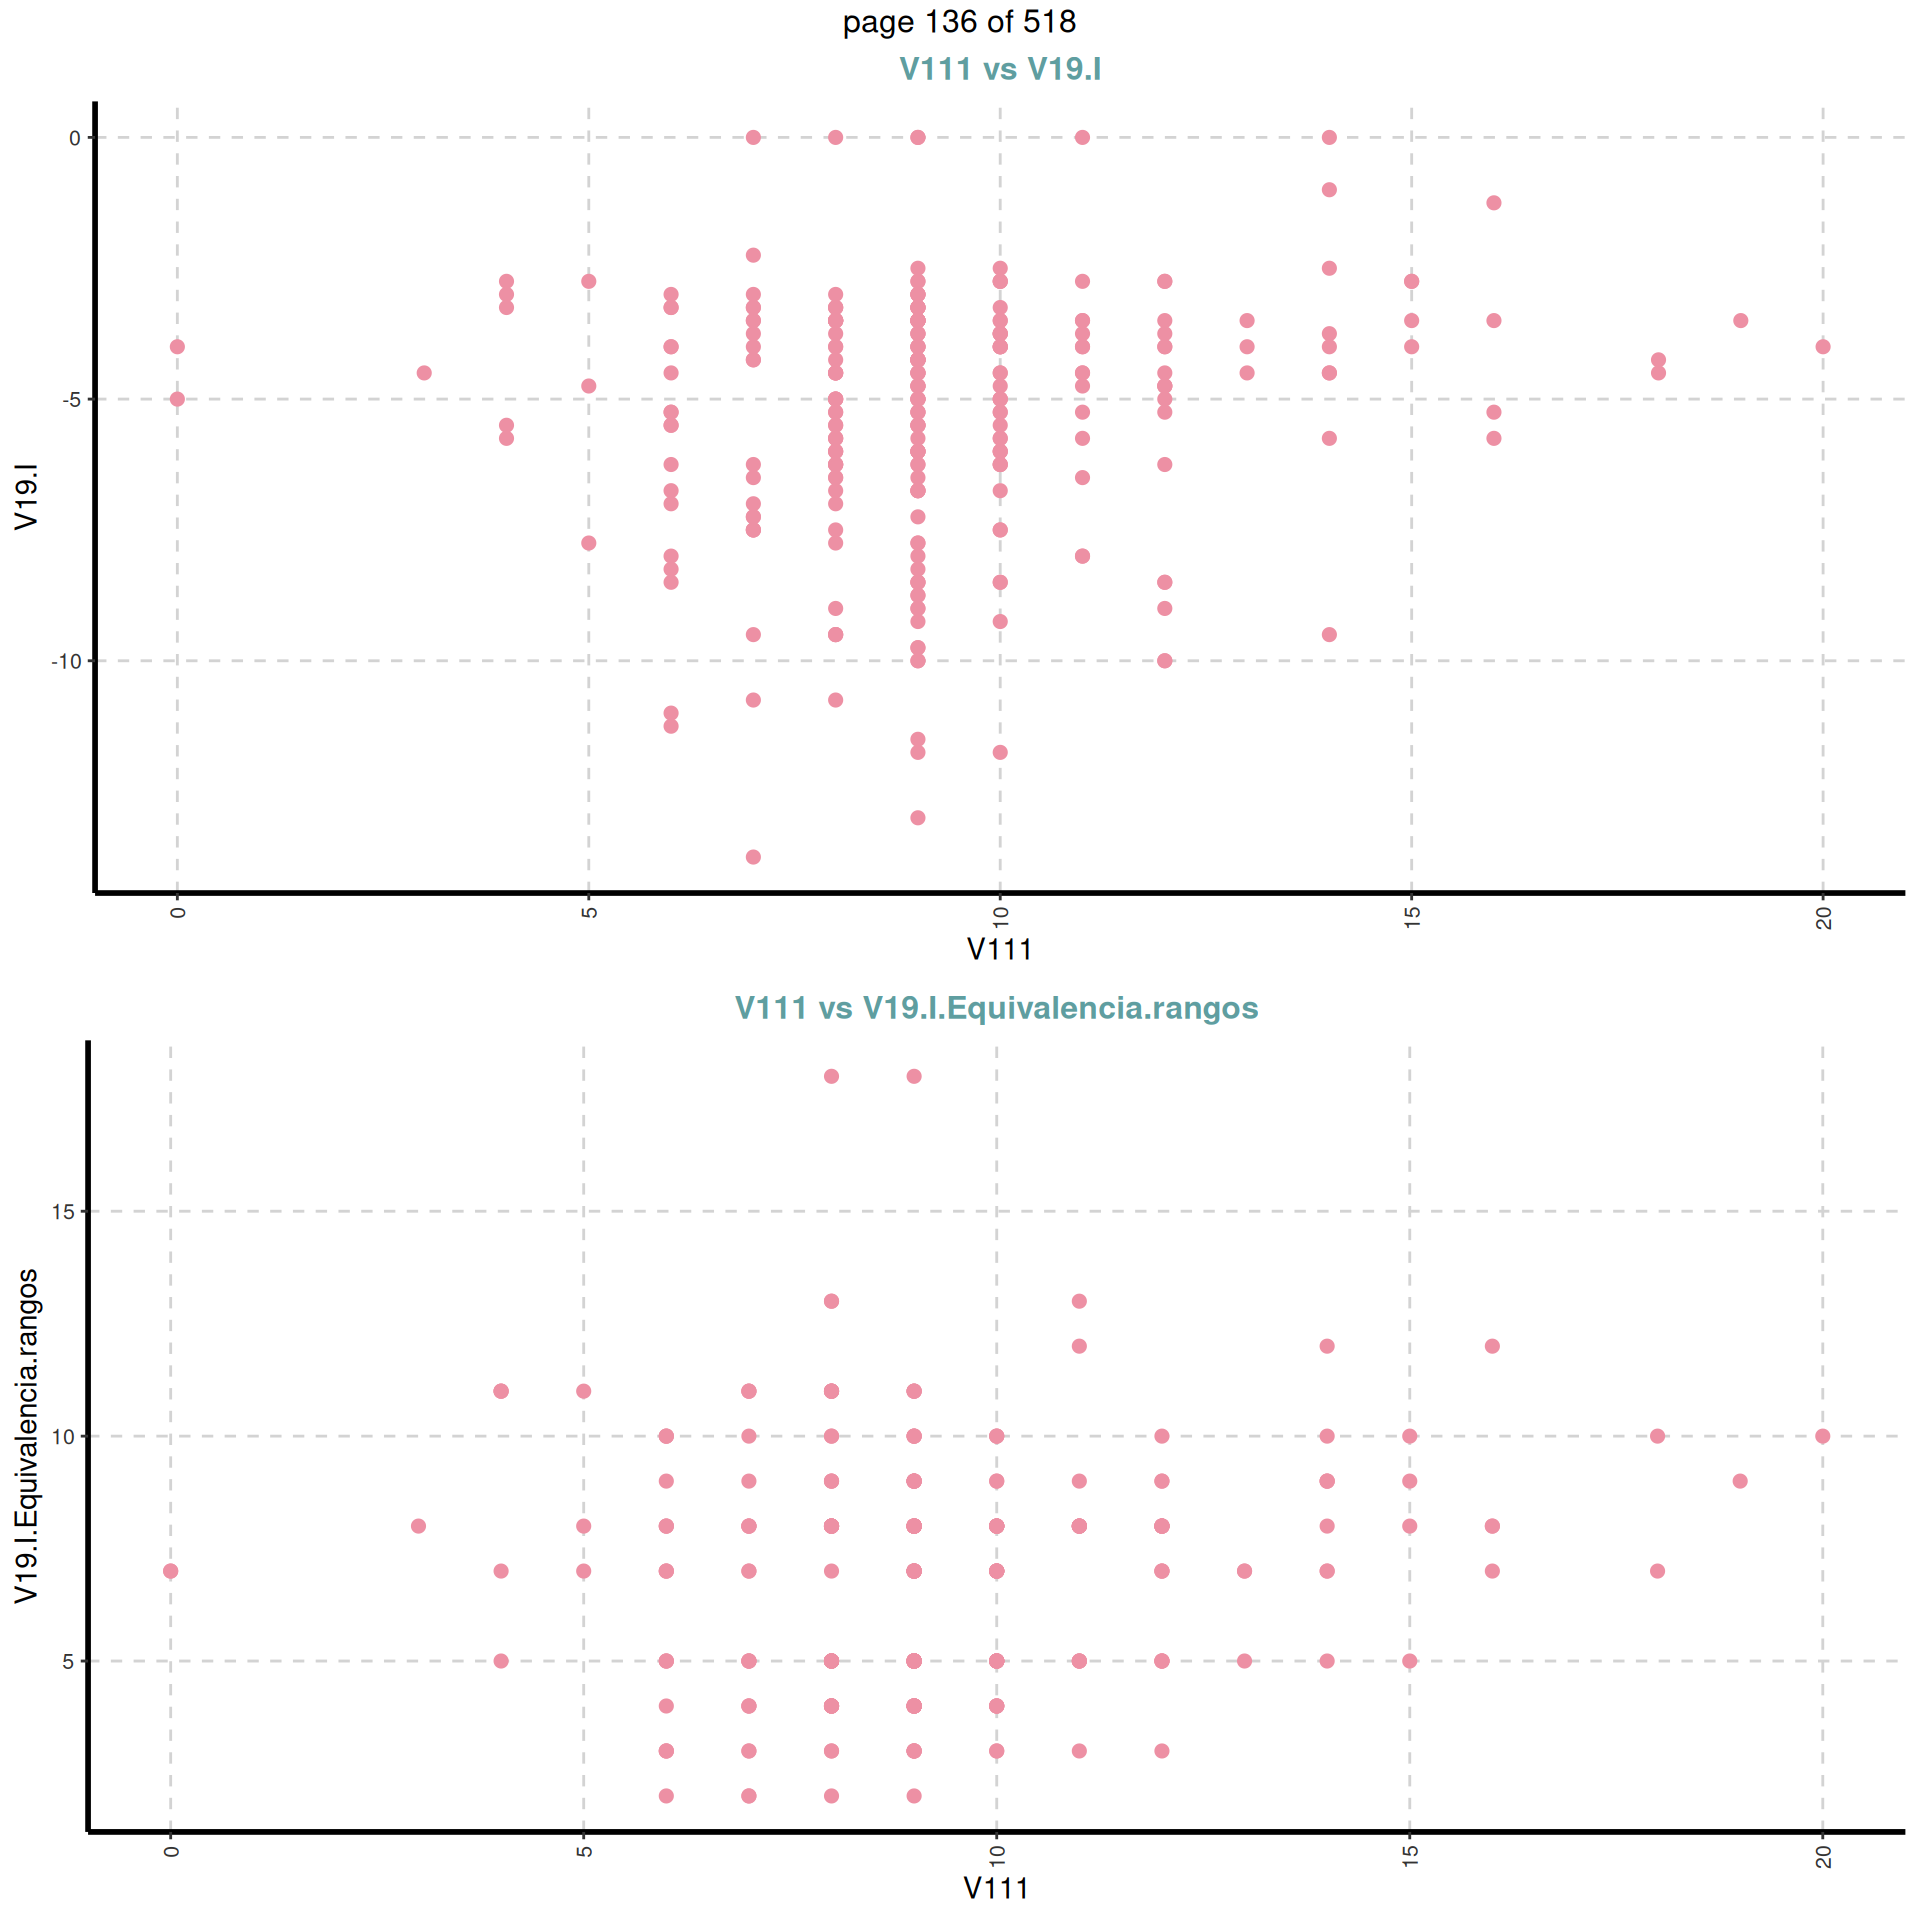 page 136 of 518
V111 vs V19.I
0
-5
-10
V19.I
0 5 10 15 20
V111
V111 vs V19.I.Equivalencia.rangos
15
10
5
V19.I.Equivalencia.rangos
0 5 10 15 20
V111